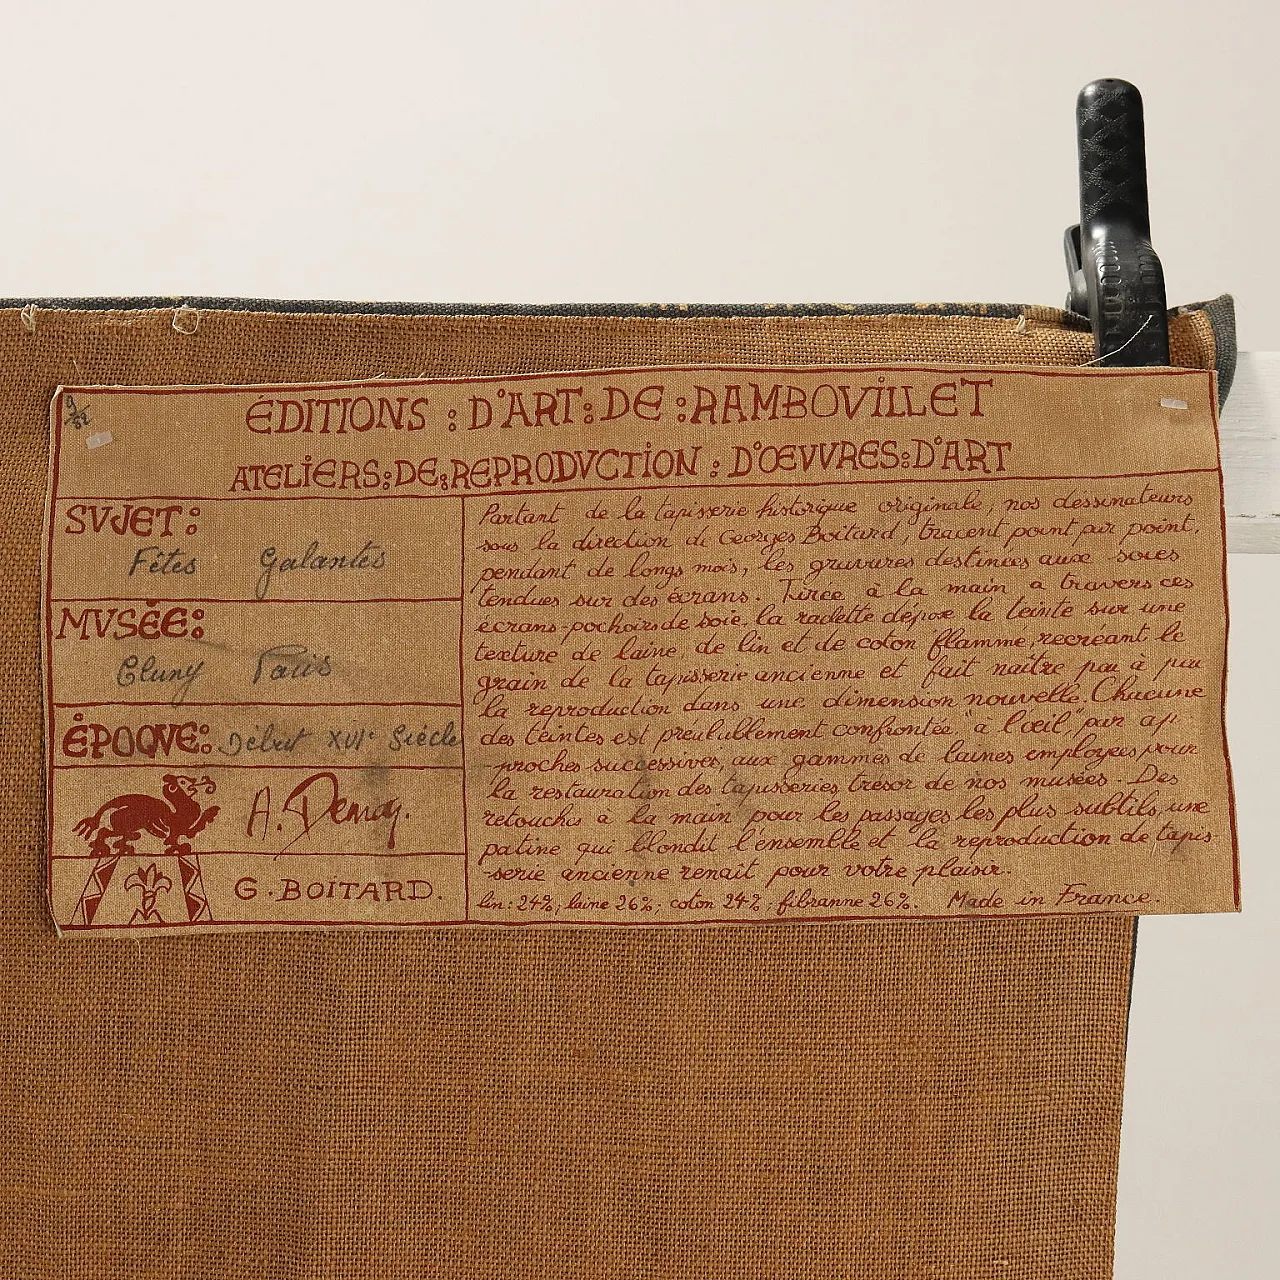 9/32
ÉDITIONS : D'ART : DE : RAMBOVILLET
ATELIERS : DE : REPRODVCTION : D'ŒVVRES : D'ART
SVJET :
Fêtes Galantes
MVSÉE :
Cluny Paris
ÉPOQVE : Début XVIe Siècle
A. Demoy.
G. BOITARD.
Partant de la tapisserie historique originale, nos dessinateurs
sous la direction de Georges Boitard, tracent point par point,
pendant de longs mois, les gravures destinées aux soies
tendues sur des écrans. Tirée à la main a travers ces
écrans-pochoirs de soie, la raclette dépose la teinte sur une
texture de laine, de lin et de coton flammé, recréant le
grain de la tapisserie ancienne et fait naître peu à peu
la reproduction dans une dimension nouvelle. Chacune
des teintes est préalablement confrontée, "à l'oeil" par ap-
-proches successives, aux gammes de laines employées pour
la restauration des tapisseries trésor de nos musées. Des
retouches à la main pour les passages les plus subtils, une
patine qui blondit l'ensemble et la reproduction de tapis-
-serie ancienne renait pour votre plaisir.
lin: 24%; laine 26%; coton 24%; fibranne 26%. Made in France.